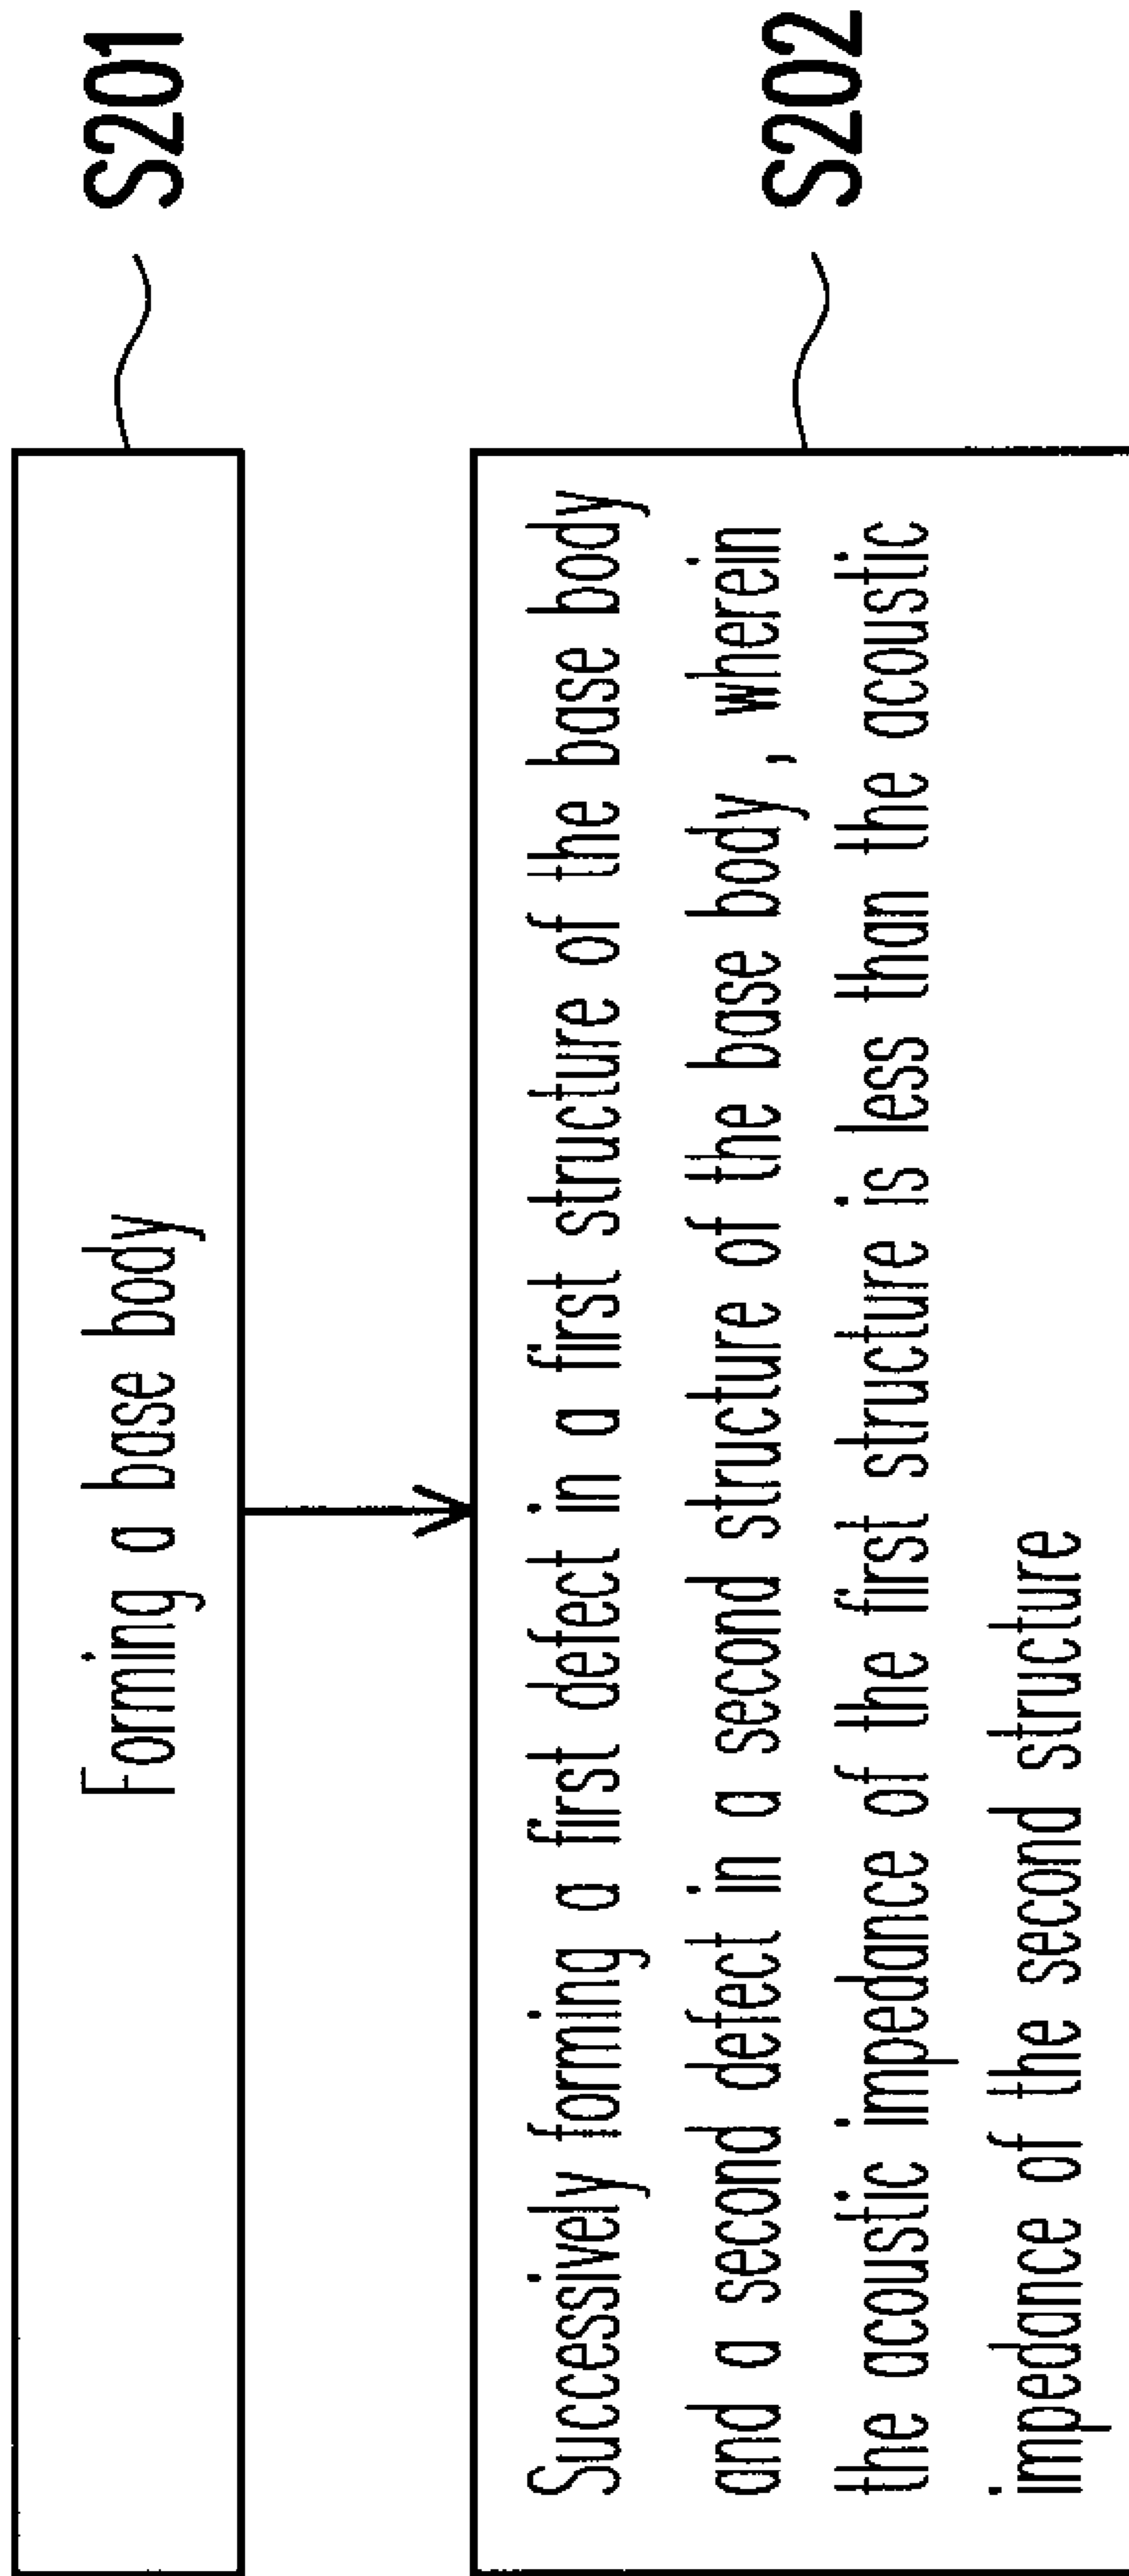 Forming a base body
S201
Successively forming a first defect in a first structure of the base body
and a second defect in a second structure of the base body, wherein
the acoustic impedance of the first structure is less than the acoustic
impedance of the second structure
S202